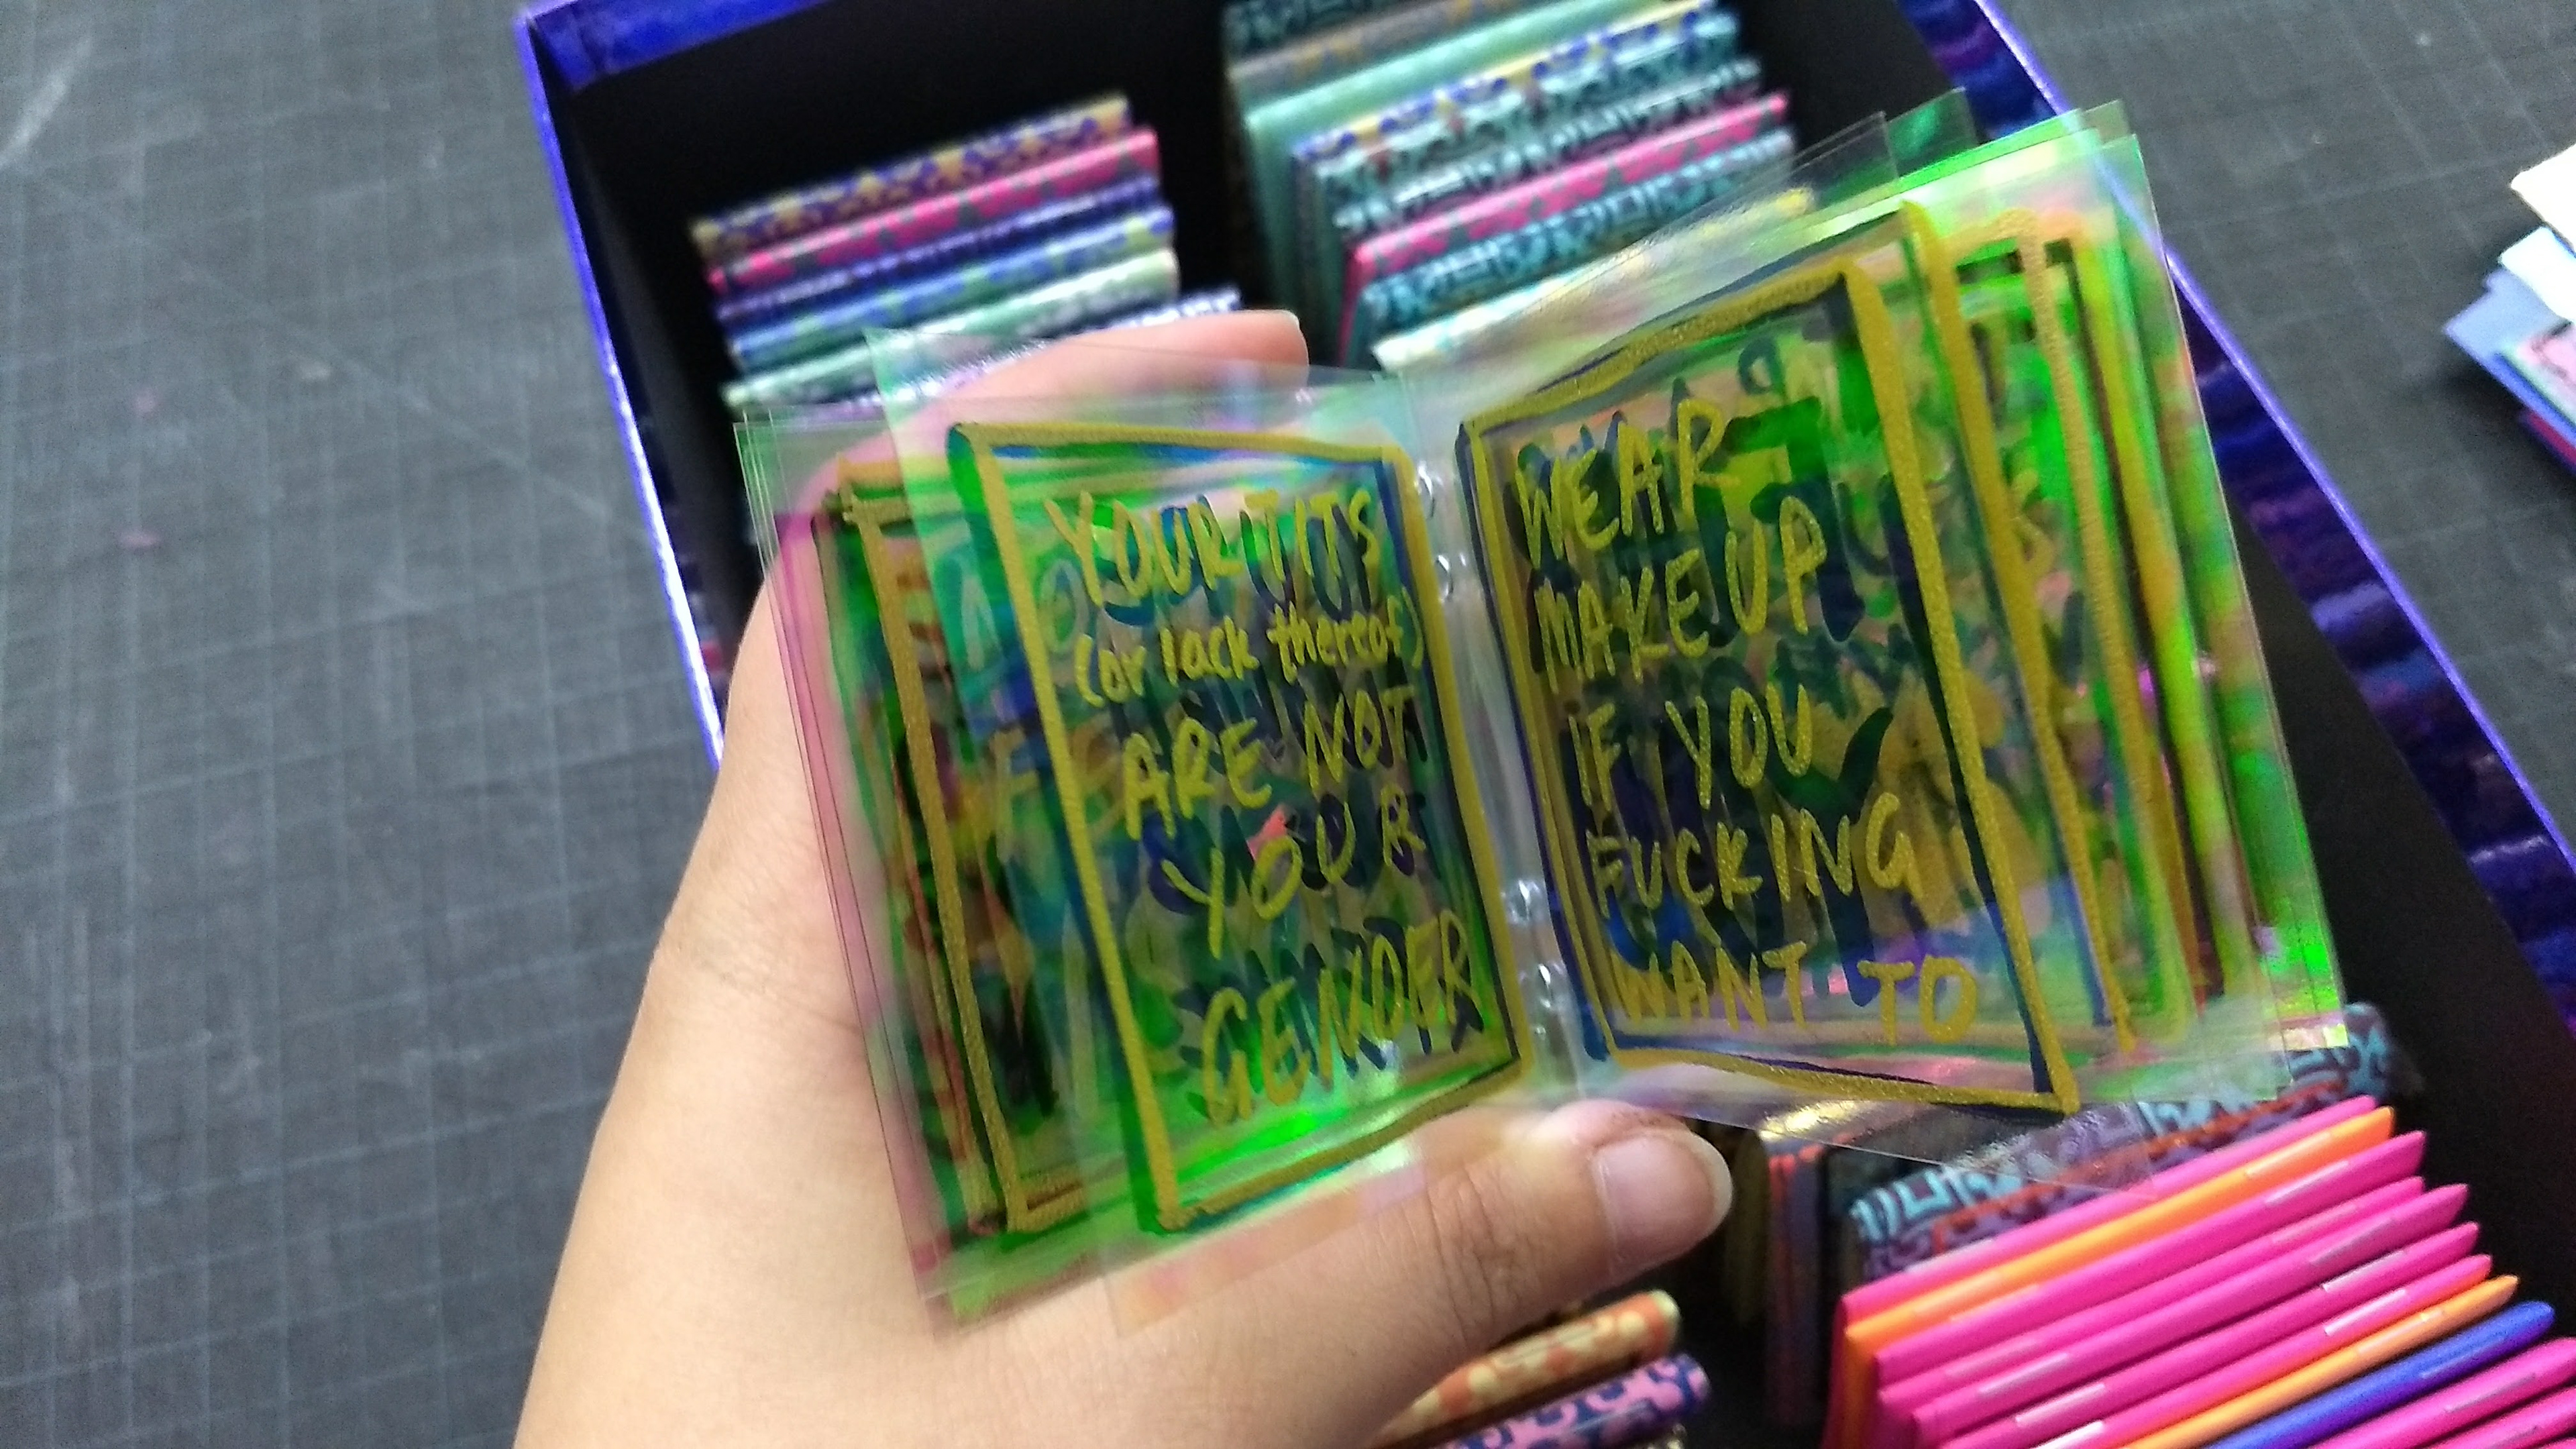 YOUR TITS
(or lack thereof)
ARE NOT
YOUR
GENDER
WEAR
MAKEUP
IF YOU
FUCKING
WANT TO